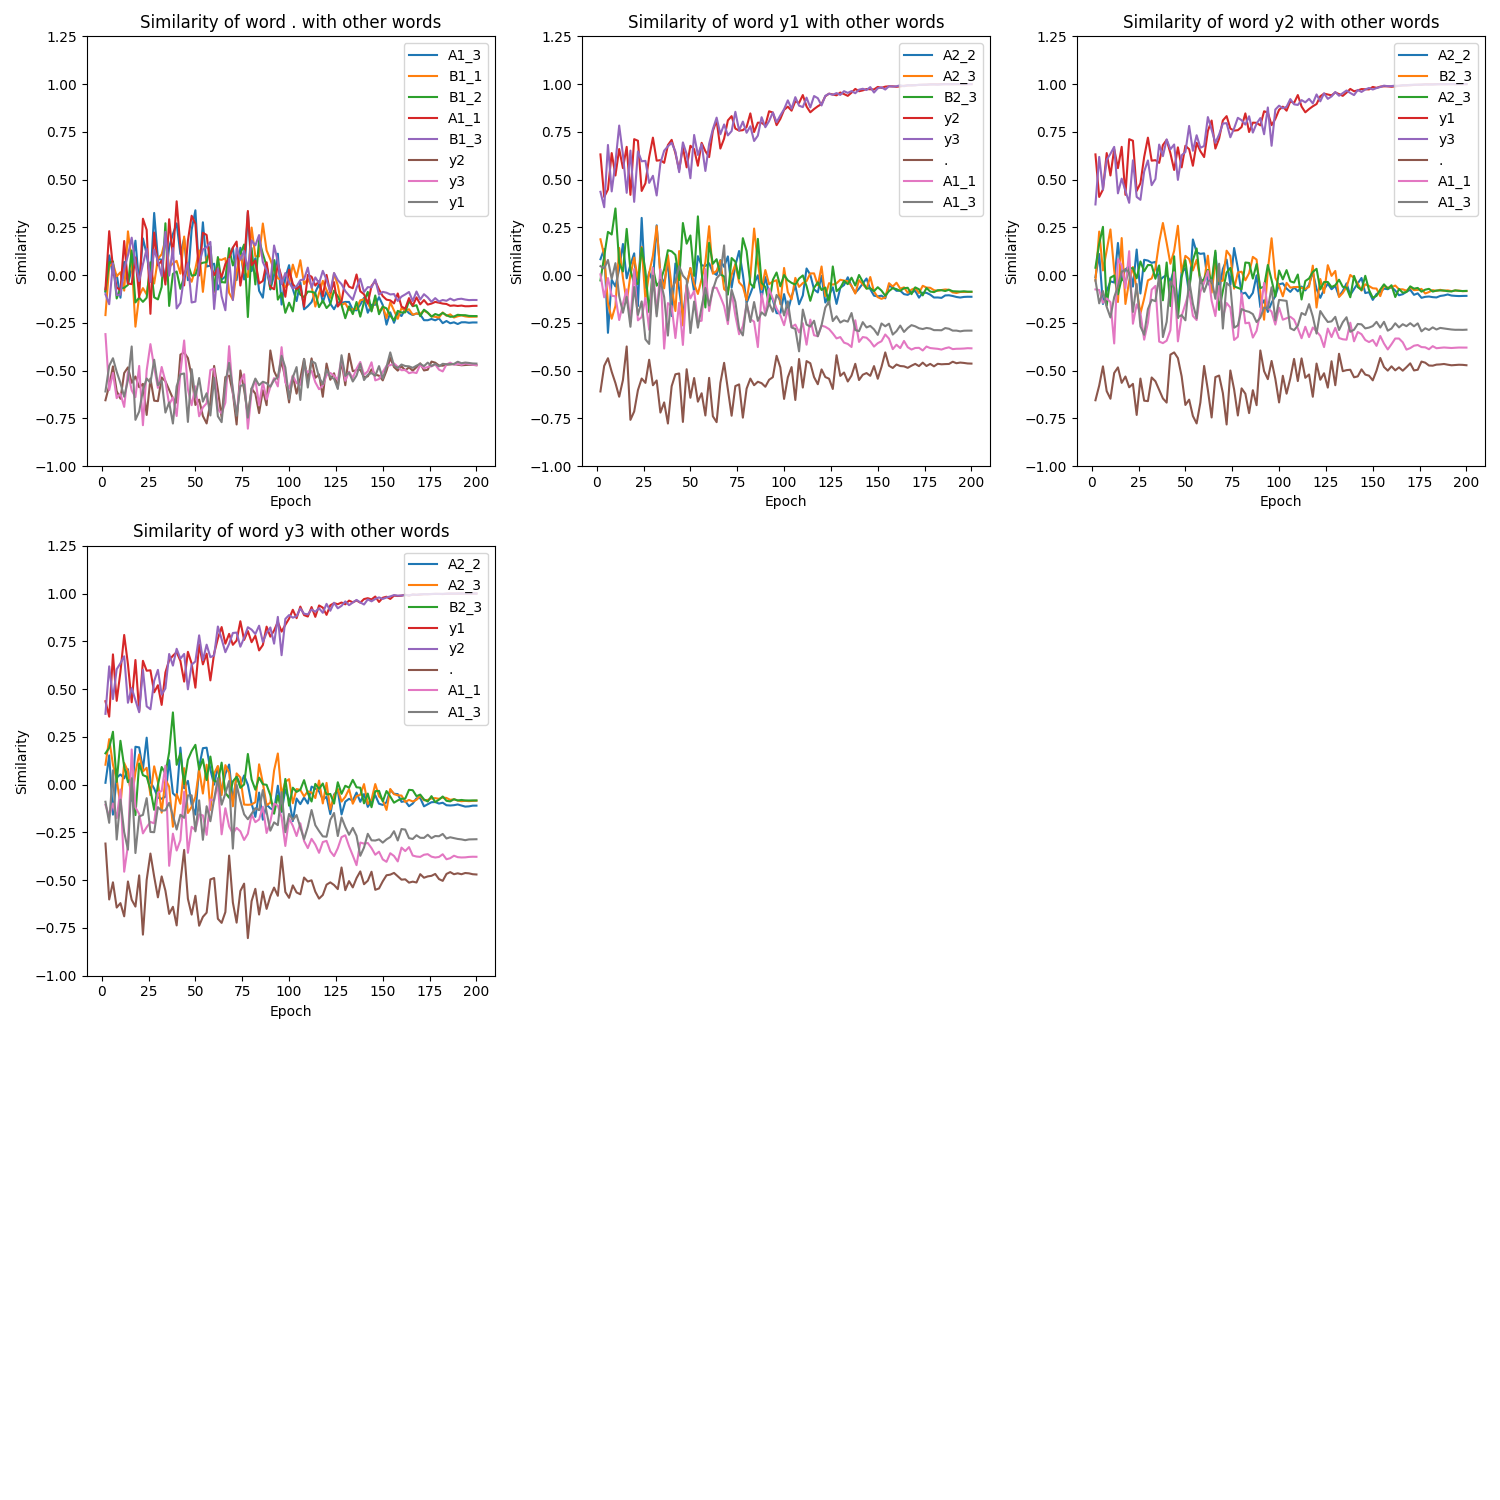 Similarity of word . with other words
Similarity
1.25
1.00
0.75
0.50
0.25
0.00
−0.25
−0.50
−0.75
−1.00
A1_3
B1_1
B1_2
A1_1
B1_3
y2
y3
y1
0 25 50 75 100 125 150 175 200
Epoch
Similarity of word y1 with other words
Similarity
1.25
1.00
0.75
0.50
0.25
0.00
−0.25
−0.50
−0.75
−1.00
A2_2
A2_3
B2_3
y2
y3
.
A1_1
A1_3
0 25 50 75 100 125 150 175 200
Epoch
Similarity of word y2 with other words
Similarity
1.25
1.00
0.75
0.50
0.25
0.00
−0.25
−0.50
−0.75
−1.00
A2_2
B2_3
A2_3
y1
y3
.
A1_1
A1_3
0 25 50 75 100 125 150 175 200
Epoch
Similarity of word y3 with other words
Similarity
1.25
1.00
0.75
0.50
0.25
0.00
−0.25
−0.50
−0.75
−1.00
A2_2
A2_3
B2_3
y1
y2
.
A1_1
A1_3
0 25 50 75 100 125 150 175 200
Epoch